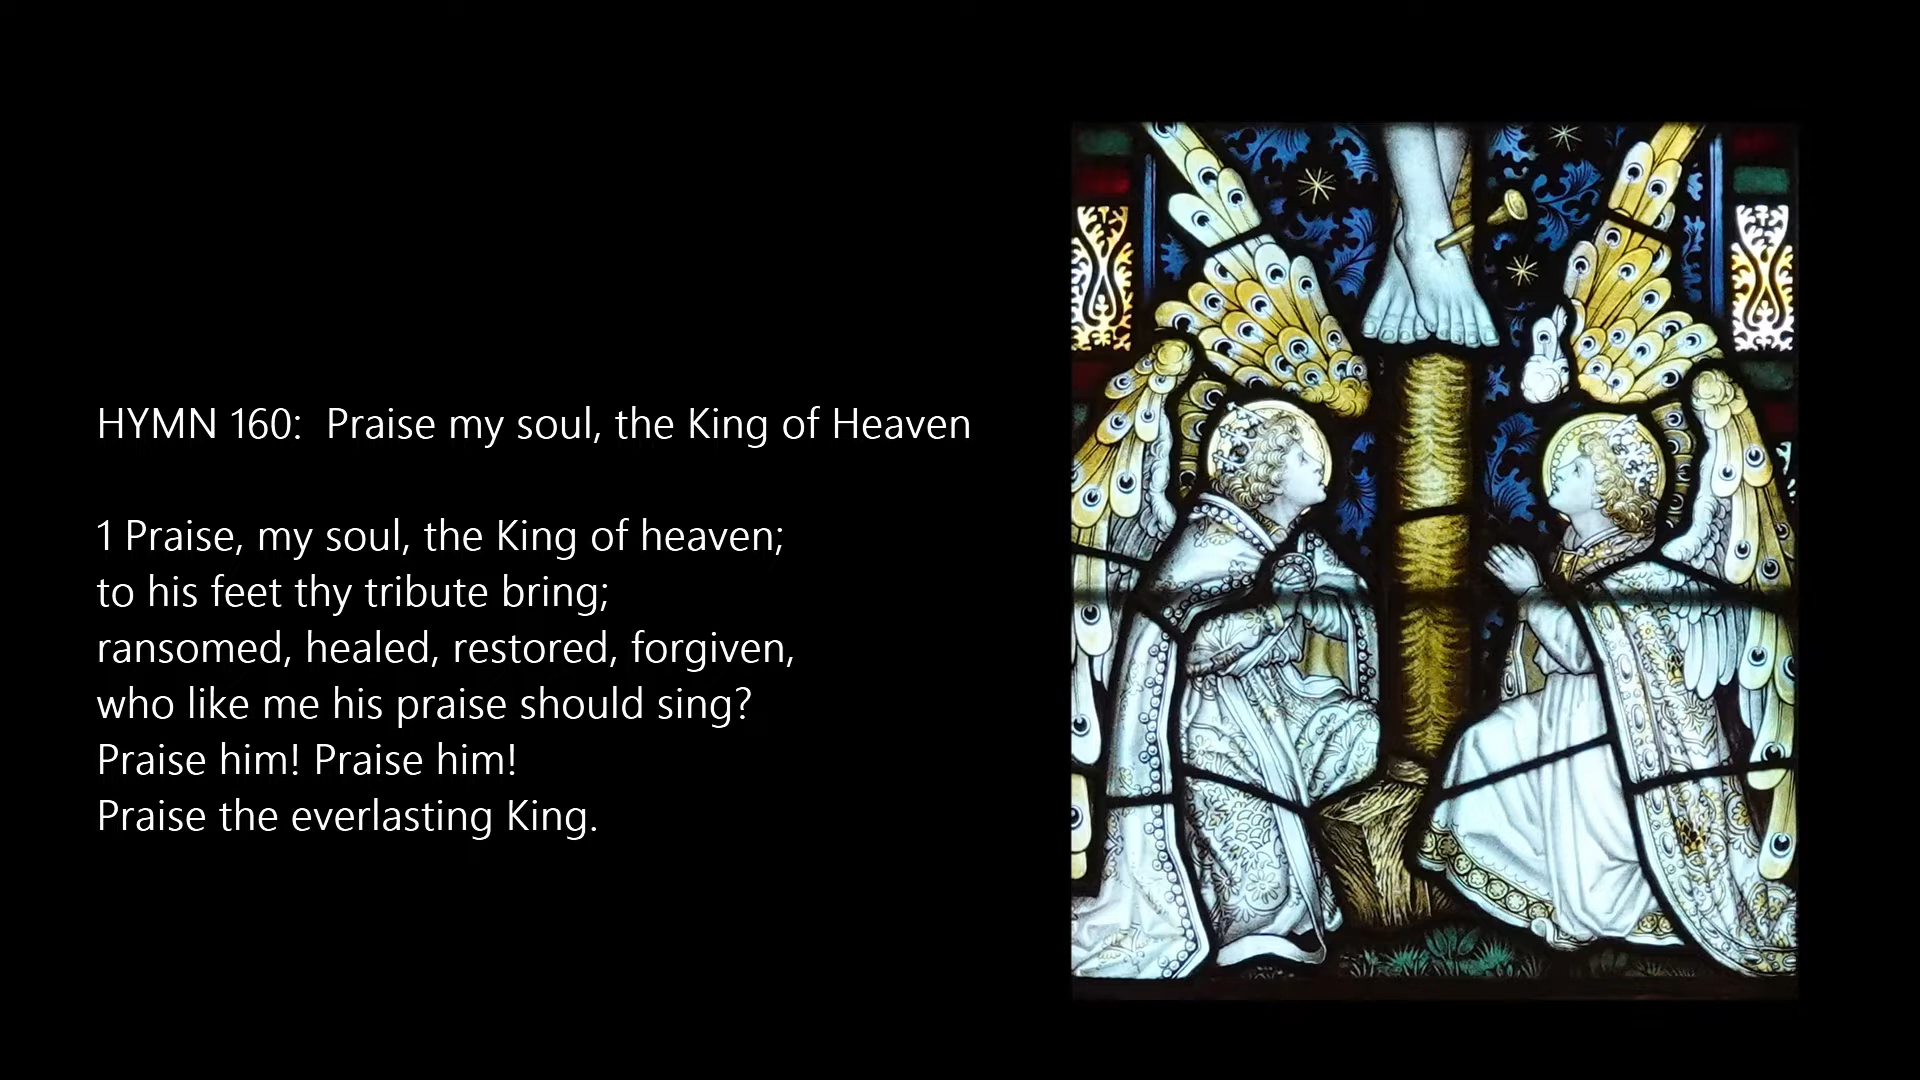 HYMN 160:  Praise my soul, the King of Heaven
1 Praise, my soul, the King of heaven;
to his feet thy tribute bring;
ransomed, healed, restored, forgiven,
who like me his praise should sing?
Praise him! Praise him!
Praise the everlasting King.